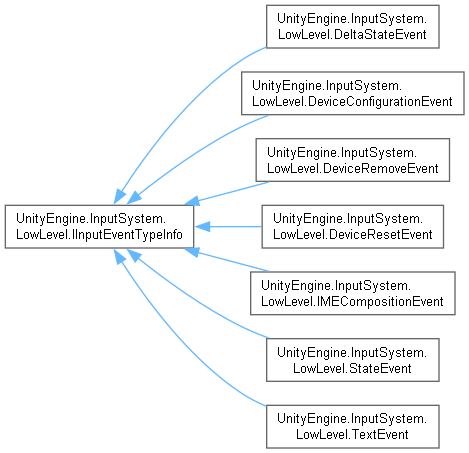 UnityEngine.InputSystem.
LowLevel.DeltaStateEvent
UnityEngine.InputSystem.
LowLevel.DeviceConfigurationEvent
UnityEngine.InputSystem.
LowLevel.DeviceRemoveEvent
UnityEngine.InputSystem.
LowLevel.IInputEventTypeInfo
UnityEngine.InputSystem.
LowLevel.DeviceResetEvent
UnityEngine.InputSystem.
LowLevel.IMECompositionEvent
UnityEngine.InputSystem.
LowLevel.StateEvent
UnityEngine.InputSystem.
LowLevel.TextEvent